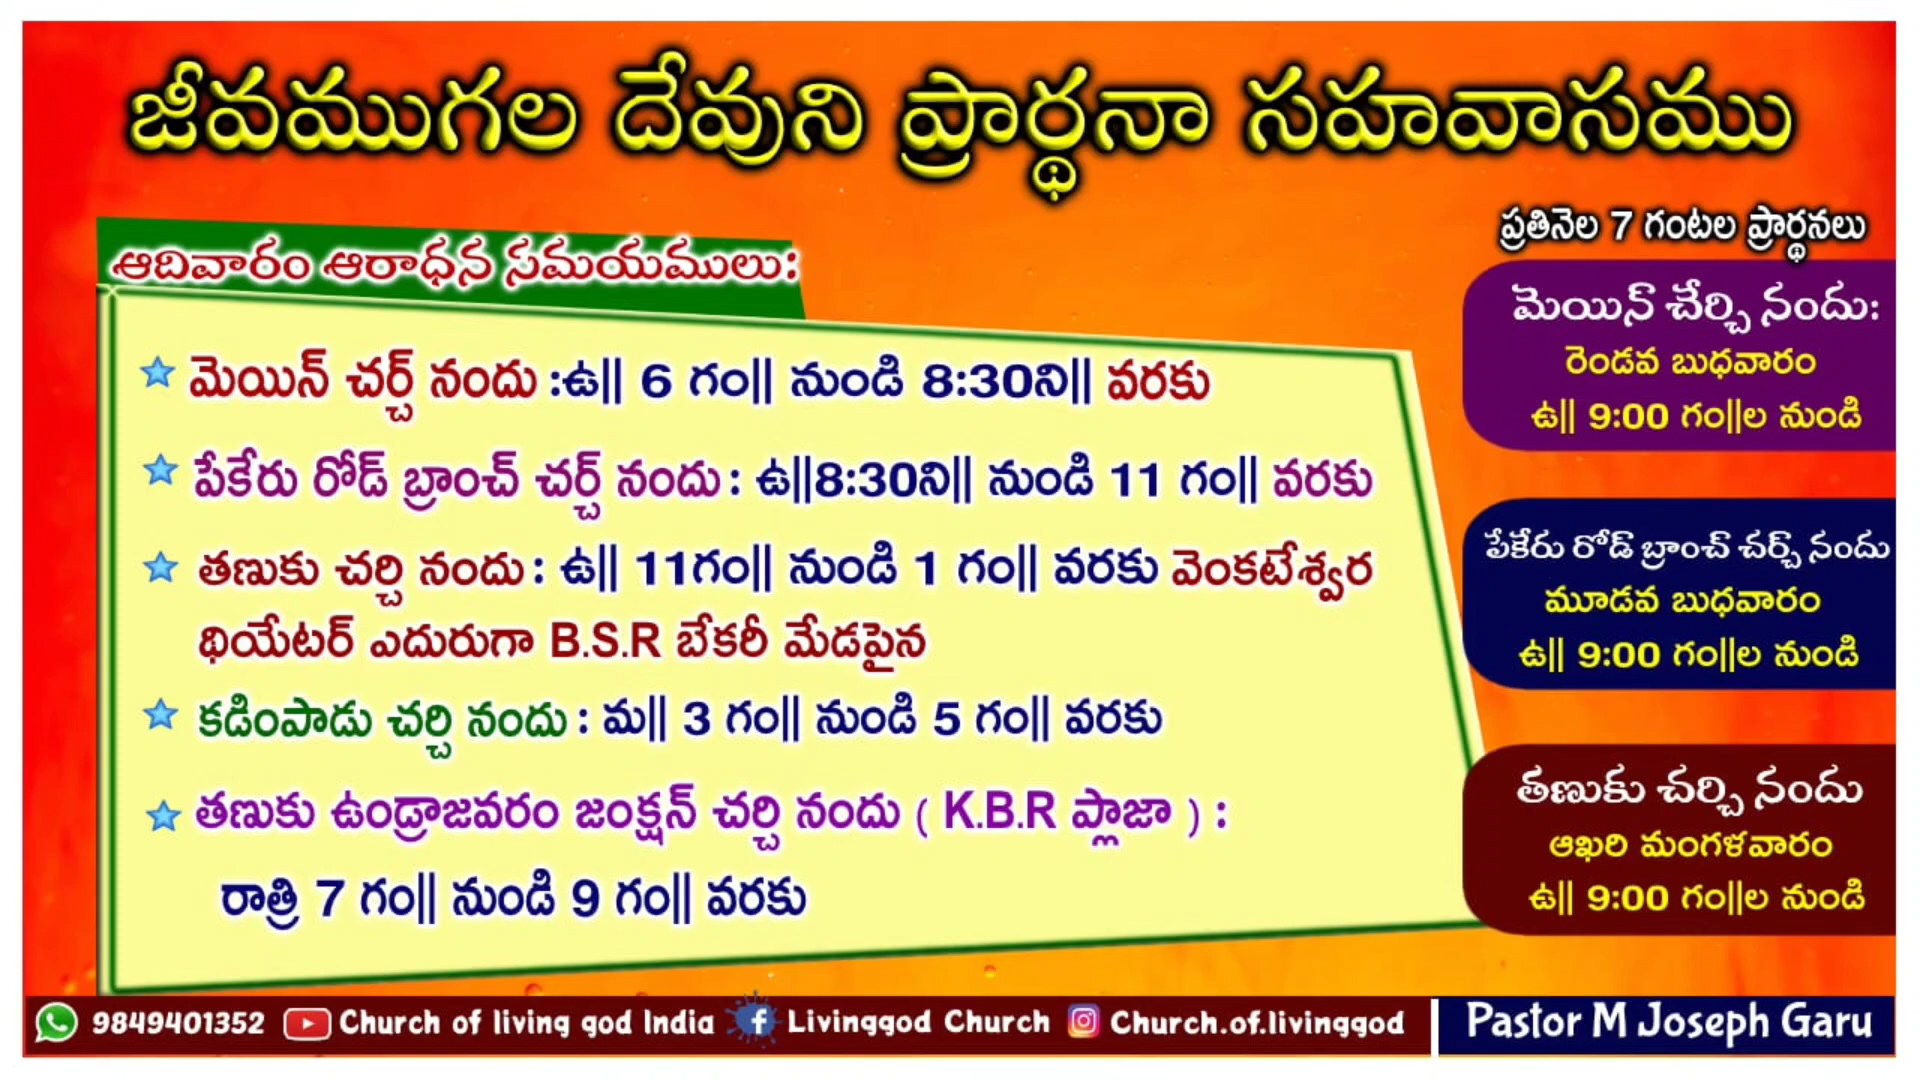 జీవముగల దేవుని ప్రార్థనా సహవాసము
ఆదివారం ఆరాధన సమయములు:
మెయిన్ చర్చ్ నందు :ఉ|| 6 గం|| నుండి 8:30ని|| వరకు
పేకేరు రోడ్ బ్రాంచ్ చర్చ్ నందు : ఉ||8:30ని|| నుండి 11 గం|| వరకు
తణుకు చర్చి నందు : ఉ|| 11గం|| నుండి 1 గం|| వరకు వెంకటేశ్వర
థియేటర్ ఎదురుగా B.S.R బేకరీ మేడపైన
కడింపాడు చర్చి నందు : మ|| 3 గం|| నుండి 5 గం|| వరకు
తణుకు ఉండ్రాజవరం జంక్షన్ చర్చి నందు ( K.B.R ప్లాజా ) :
రాత్రి 7 గం|| నుండి 9 గం|| వరకు
ప్రతినెల 7 గంటల ప్రార్థనలు
మెయిన్ చేర్చి నందు:
రెండవ బుధవారం
ఉ|| 9:00 గం||ల నుండి
పేకేరు రోడ్ బ్రాంచ్ చర్చ్ నందు
మూడవ బుధవారం
ఉ|| 9:00 గం||ల నుండి
తణుకు చర్చి నందు
ఆఖరి మంగళవారం
ఉ|| 9:00 గం||ల నుండి
9849401352 Church of living god India Livinggod Church Church.of.livinggod
Pastor M Joseph Garu